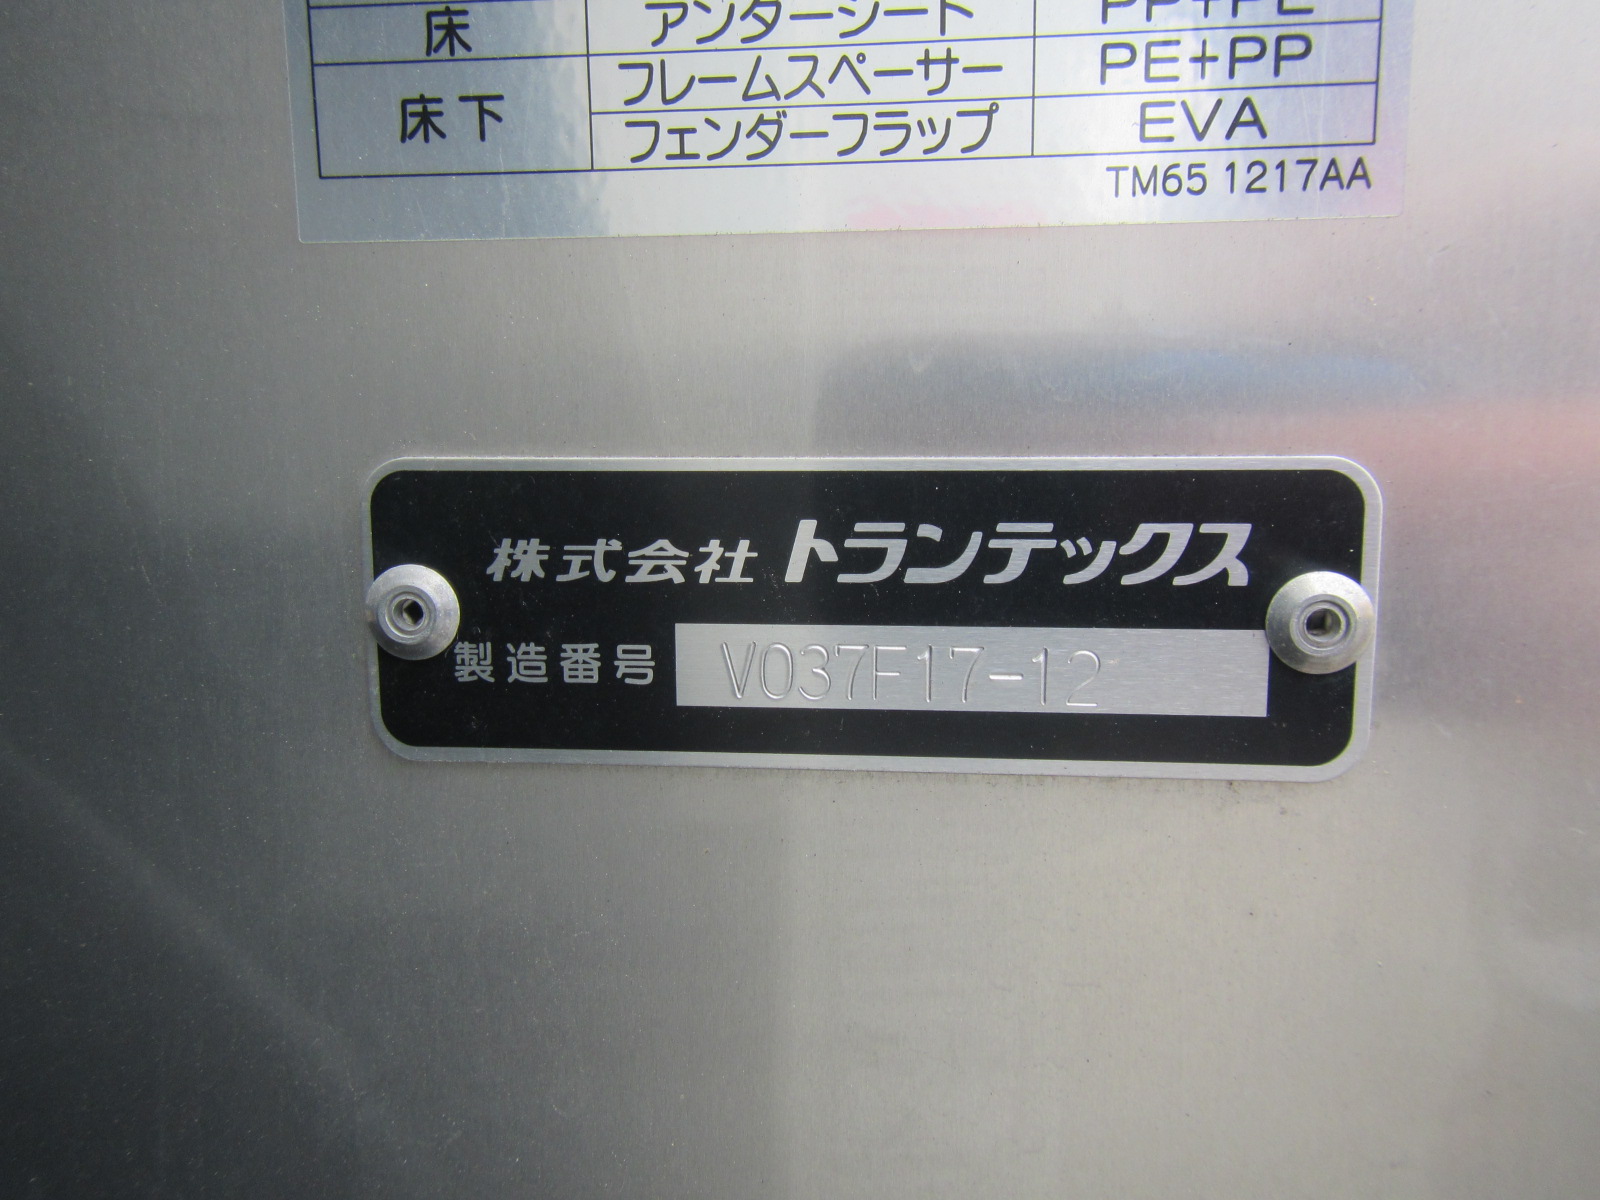 床 アンダーシート PP+PE
床下 フレームスペーサー PE+PP
フェンダーフラップ EVA
TM65 1217AA
株式会社トランテックス
製造番号 V037F17-12